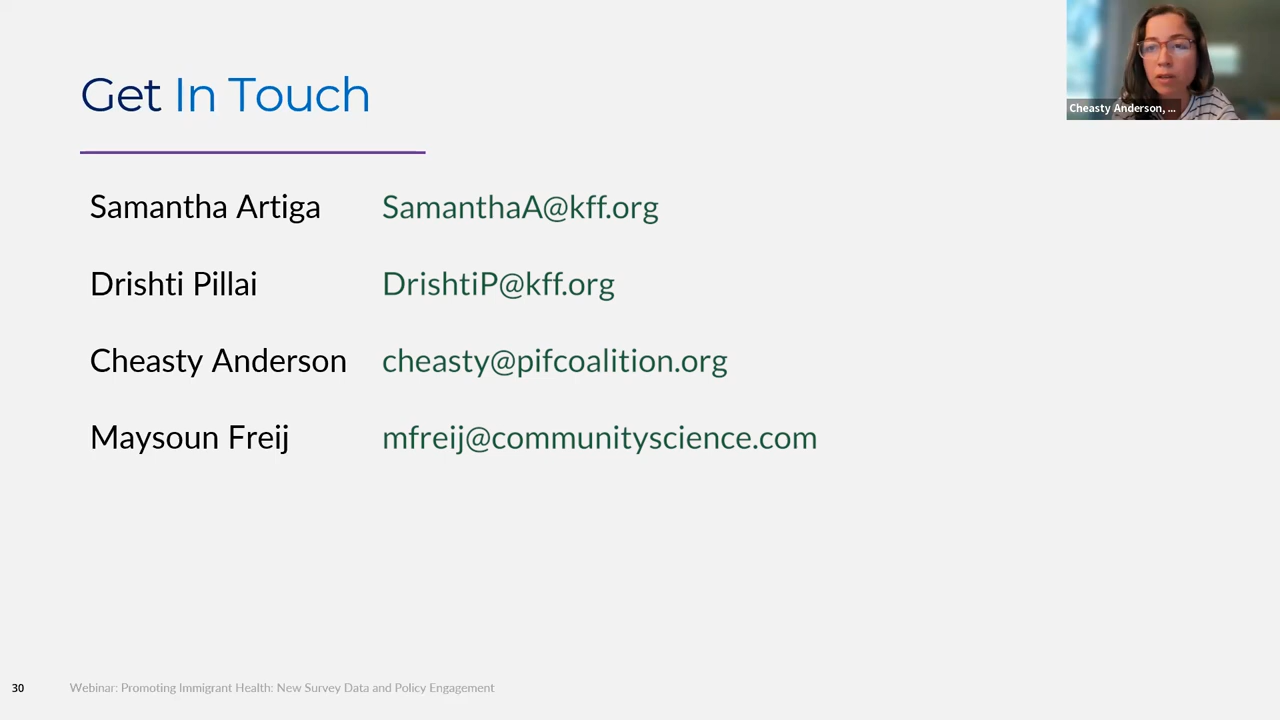 Get In Touch
Cheasty Anderson, ...
Samantha Artiga SamanthaA@kff.org
Drishti Pillai DrishtiP@kff.org
Cheasty Anderson cheasty@pifcoalition.org
Maysoun Freij mfreij@communityscience.com
30 Webinar: Promoting Immigrant Health: New Survey Data and Policy Engagement